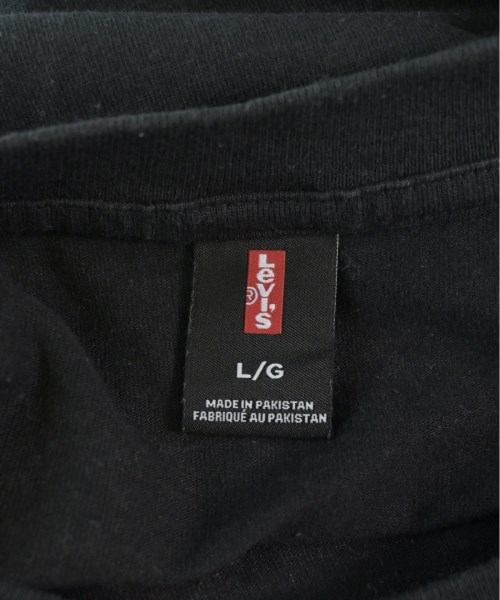 Levi's
®
L/G
MADE IN PAKISTAN
FABRIQUÉ AU PAKISTAN